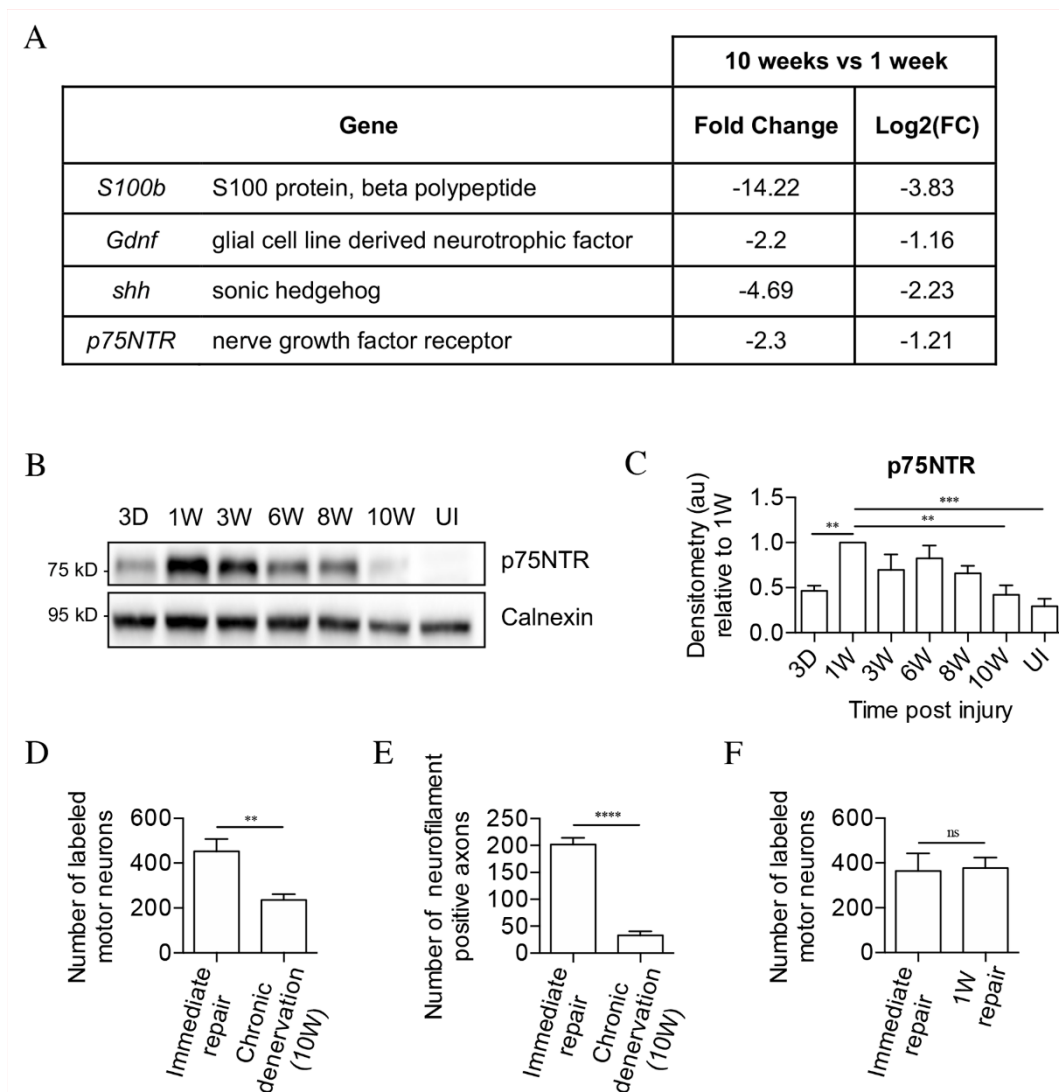 A
10 weeks vs 1 week
Gene Fold Change Log2(FC)
S100b S100 protein, beta polypeptide -14.22 -3.83
Gdnf glial cell line derived neurotrophic factor -2.2 -1.16
shh sonic hedgehog -4.69 -2.23
p75NTR nerve growth factor receptor -2.3 -1.21
B
3D 1W 3W 6W 8W 10W UI
75 kD p75NTR
95 kD Calnexin
C
p75NTR
Densitometry (au)
relative to 1W
1.5
1.0
0.5
0.0
***
** **
3D 1W 3W 6W 8W 10W UI
Time post injury
D
Number of labeled
motor neurons
600
400
200
0
**
Immediate
repair
Chronic
denervation
(10W)
E
Number of neurofilament
positive axons
250
200
150
100
50
0
****
Immediate
repair
Chronic
denervation
(10W)
F
Number of labeled
motor neurons
600
400
200
0
ns
Immediate
repair
1W
repair